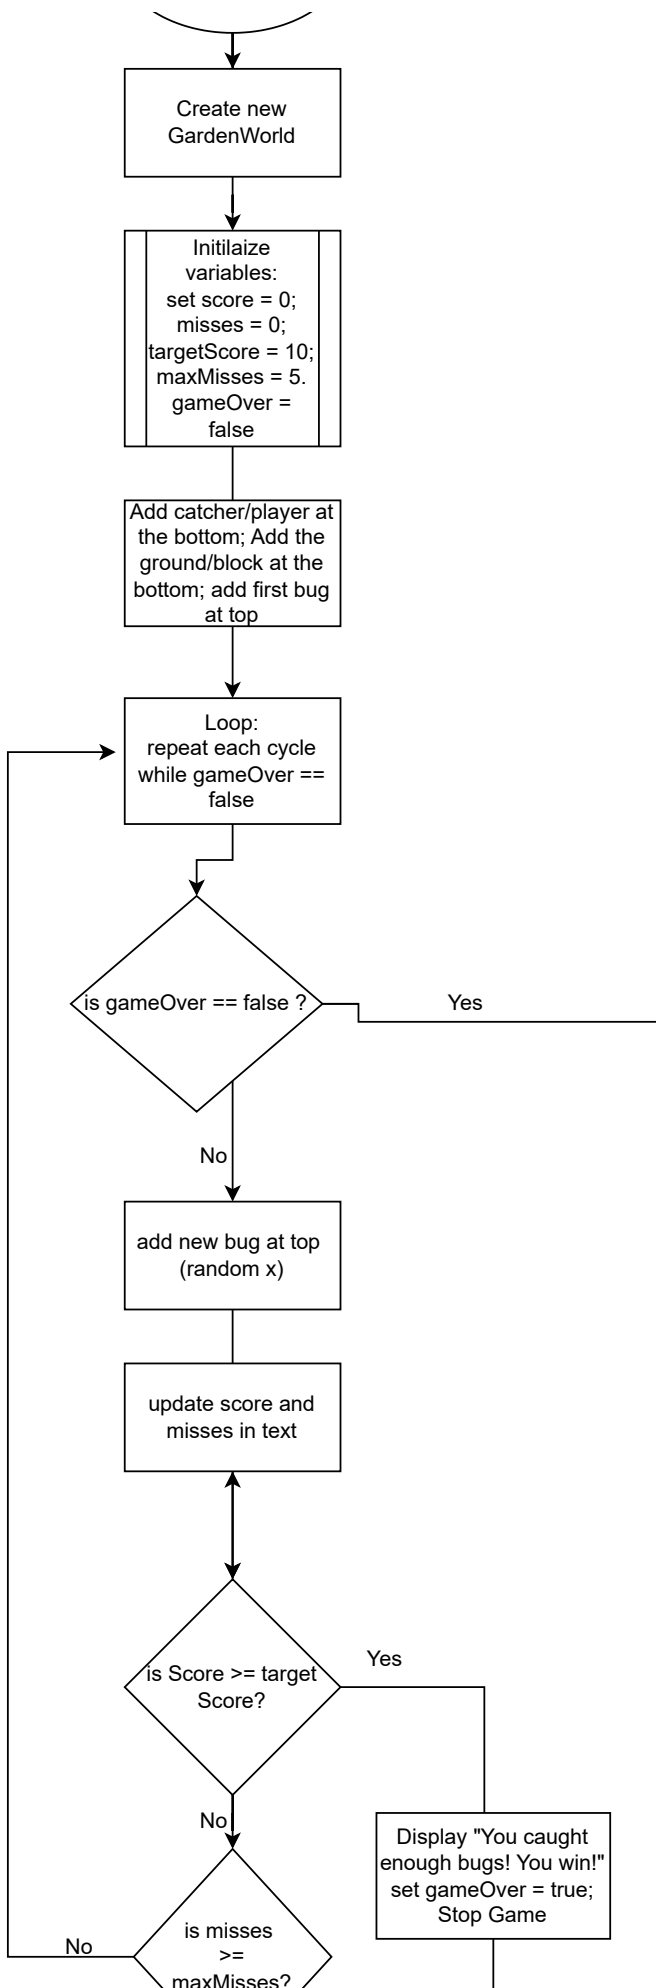 Create new
GardenWorld
Initilaize
variables:
set score = 0;
misses = 0;
targetScore = 10;
maxMisses = 5.
gameOver =
false
Add catcher/player at
the bottom; Add the
ground/block at the
bottom; add first bug
at top
Loop:
repeat each cycle
while gameOver ==
false
is gameOver == false ?
Yes
No
add new bug at top
(random x)
update score and
misses in text
is Score >= target
Score?
Yes
No
Display "You caught
enough bugs! You win!"
set gameOver = true;
Stop Game
is misses
>=
maxMisses?
No